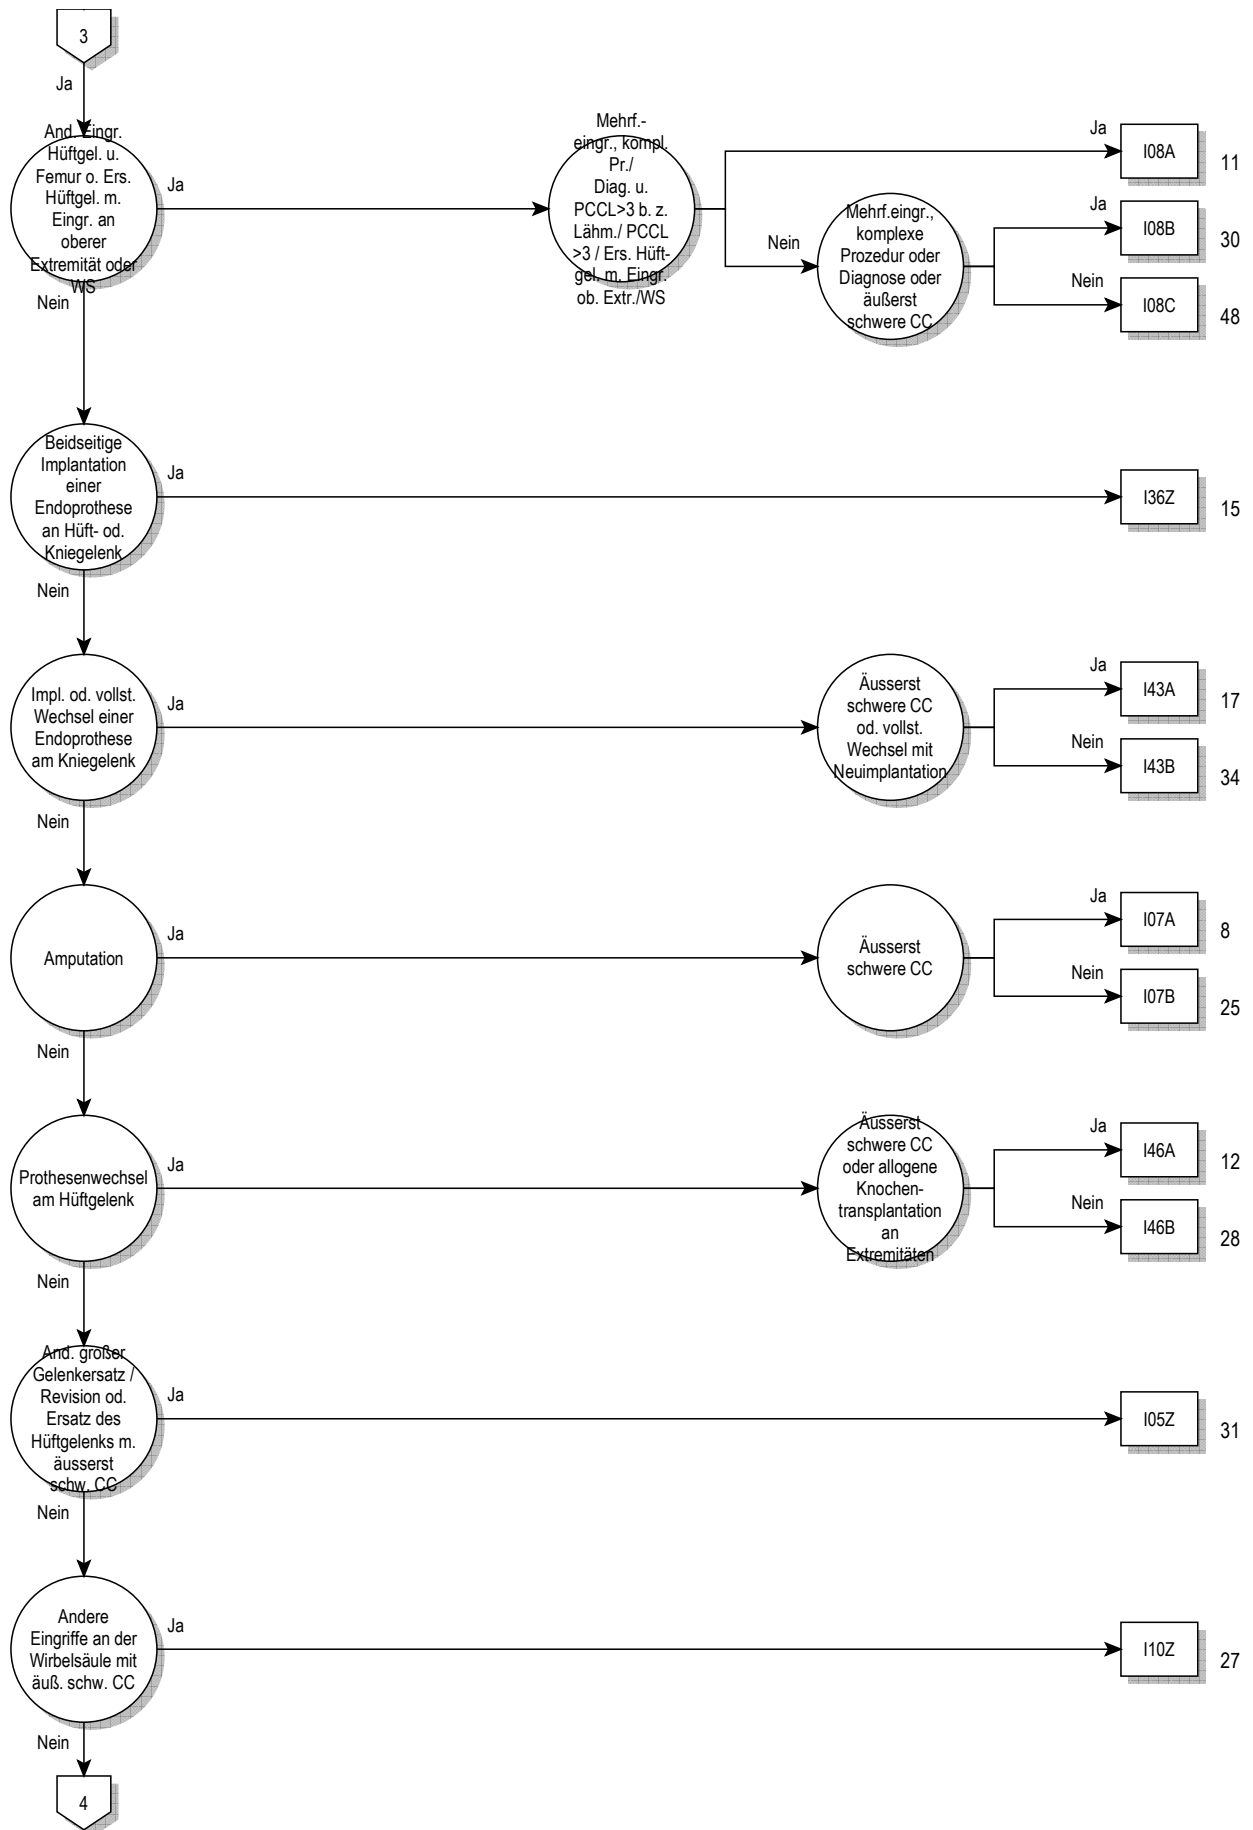 3
Ja
And. Eingr.
Hüftgel. u.
Femur o. Ers.
Hüftgel. m.
Eingr. an
oberer
Extremität oder
WS
Ja
Nein
Mehrf.-
eingr., kompl.
Pr./
Diag. u.
PCCL>3 b. z.
Lähm./ PCCL
>3 / Ers. Hüft-
gel. m. Eingr.
ob. Extr./WS
Ja
I08A
11
Nein
Mehrf.eingr.,
komplexe
Prozedur oder
Diagnose oder
äußerst
schwere CC
Ja
I08B
30
Nein
I08C
48
Beidseitige
Implantation
einer
Endoprothese
an Hüft- od.
Kniegelenk
Ja
I36Z
15
Nein
Impl. od. vollst.
Wechsel einer
Endoprothese
am Kniegelenk
Ja
Äusserst
schwere CC
od. vollst.
Wechsel mit
Neuimplantation
Ja
I43A
17
Nein
I43B
34
Nein
Amputation
Ja
Äusserst
schwere CC
Ja
I07A
8
Nein
I07B
25
Nein
Prothesenwechsel
am Hüftgelenk
Ja
Äusserst
schwere CC
oder allogene
Knochen-
transplantation
an
Extremitäten
Ja
I46A
12
Nein
I46B
28
Nein
And. großer
Gelenkersatz /
Revision od.
Ersatz des
Hüftgelenks m.
äusserst
schw. CC
Ja
I05Z
31
Nein
Andere
Eingriffe an der
Wirbelsäule mit
äuß. schw. CC
Ja
I10Z
27
Nein
4